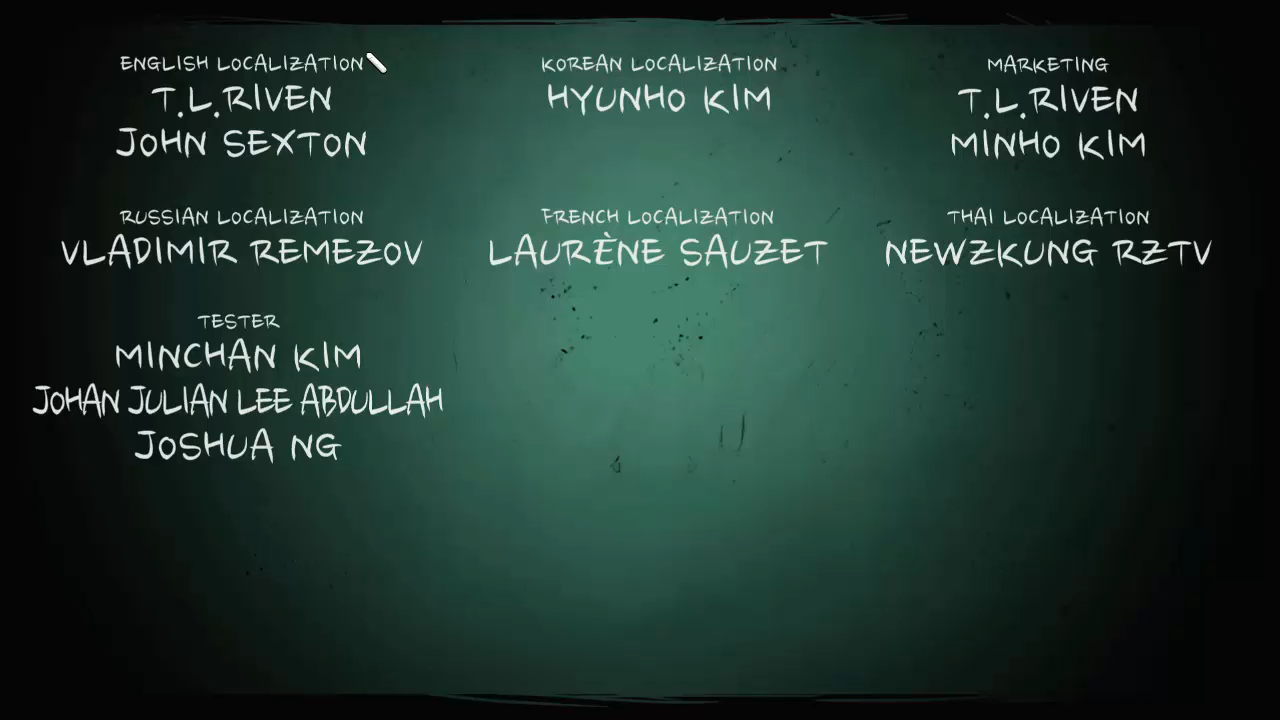 ENGLISH LOCALIZATION
T.L.RIVEN
JOHN SEXTON
KOREAN LOCALIZATION
HYUNHO KIM
MARKETING
T.L.RIVEN
MINHO KIM
RUSSIAN LOCALIZATION
VLADIMIR REMEZOV
FRENCH LOCALIZATION
LAURÈNE SAUZET
THAI LOCALIZATION
NEWZKUNG RZTV
TESTER
MINCHAN KIM
JOHAN JULIAN LEE ABDULLAH
JOSHUA NG